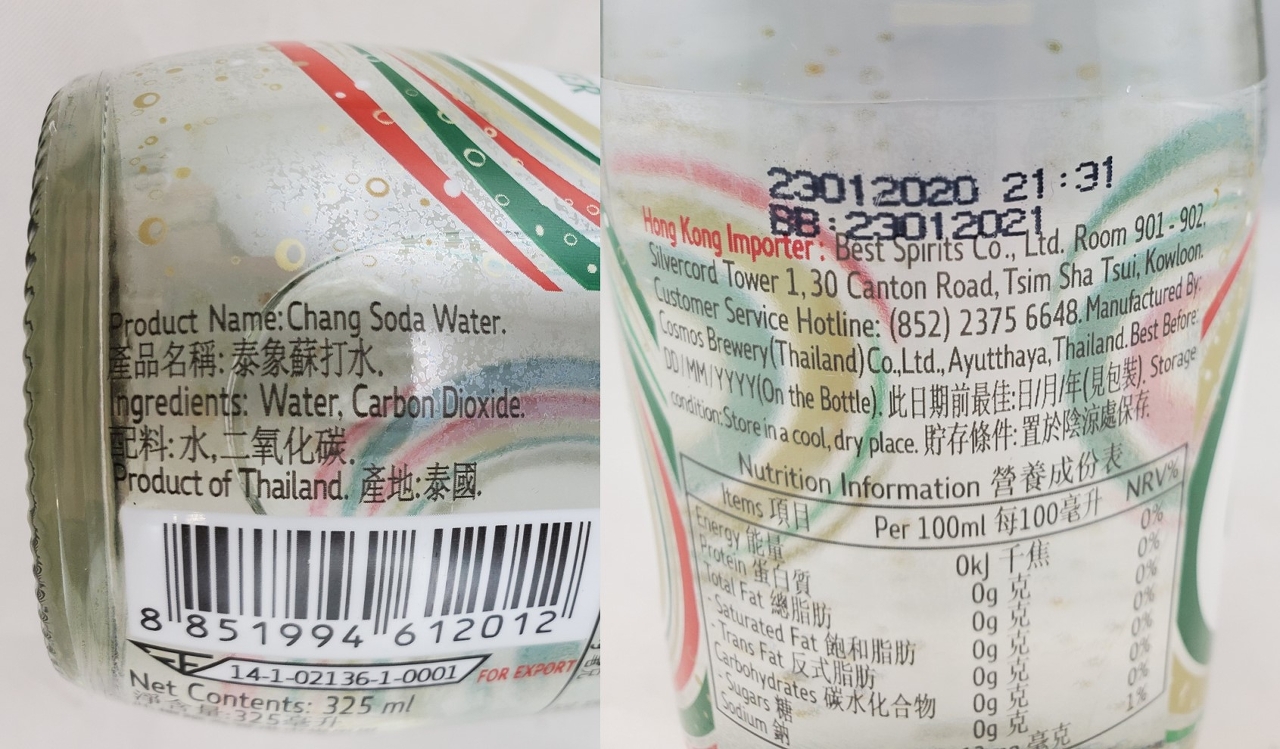 Product Name: Chang Soda Water.
產品名稱: 泰象蘇打水.
Ingredients: Water, Carbon Dioxide.
配料: 水,二氧化碳.
Product of Thailand. 產地:泰國.
8 851994 612012
14-1-02136-1-0001 FOR EXPORT
Net Contents: 325 ml
淨含量:325毫升
23012020 21:31
BB:23012021
Hong Kong Importer: Best Spirits Co., Ltd. Room 901-902,
Silvercord Tower 1, 30 Canton Road, Tsim Sha Tsui, Kowloon.
Customer Service Hotline: (852) 2375 6648. Manufactured By:
Cosmos Brewery(Thailand)Co.,Ltd., Ayutthaya,Thailand. Best Before:
DD/MM/YYYY(On the Bottle). 此日期前最佳:日/月/年(見包裝). Storage
condition:Store in a cool, dry place. 貯存條件: 置於陰涼處保存.
Nutrition Information 營養成份表
Items 項目 Per 100ml 每100毫升 NRV%
Energy 能量 0kJ 千焦 0%
Protein 蛋白質 0g 克 0%
Total Fat 總脂肪 0g 克 0%
- Saturated Fat 飽和脂肪 0g 克 0%
- Trans Fat 反式脂肪 0g 克
Carbohydrates 碳水化合物 0g 克 0%
- Sugars 糖 0g 克
Sodium 鈉 毫克 1%